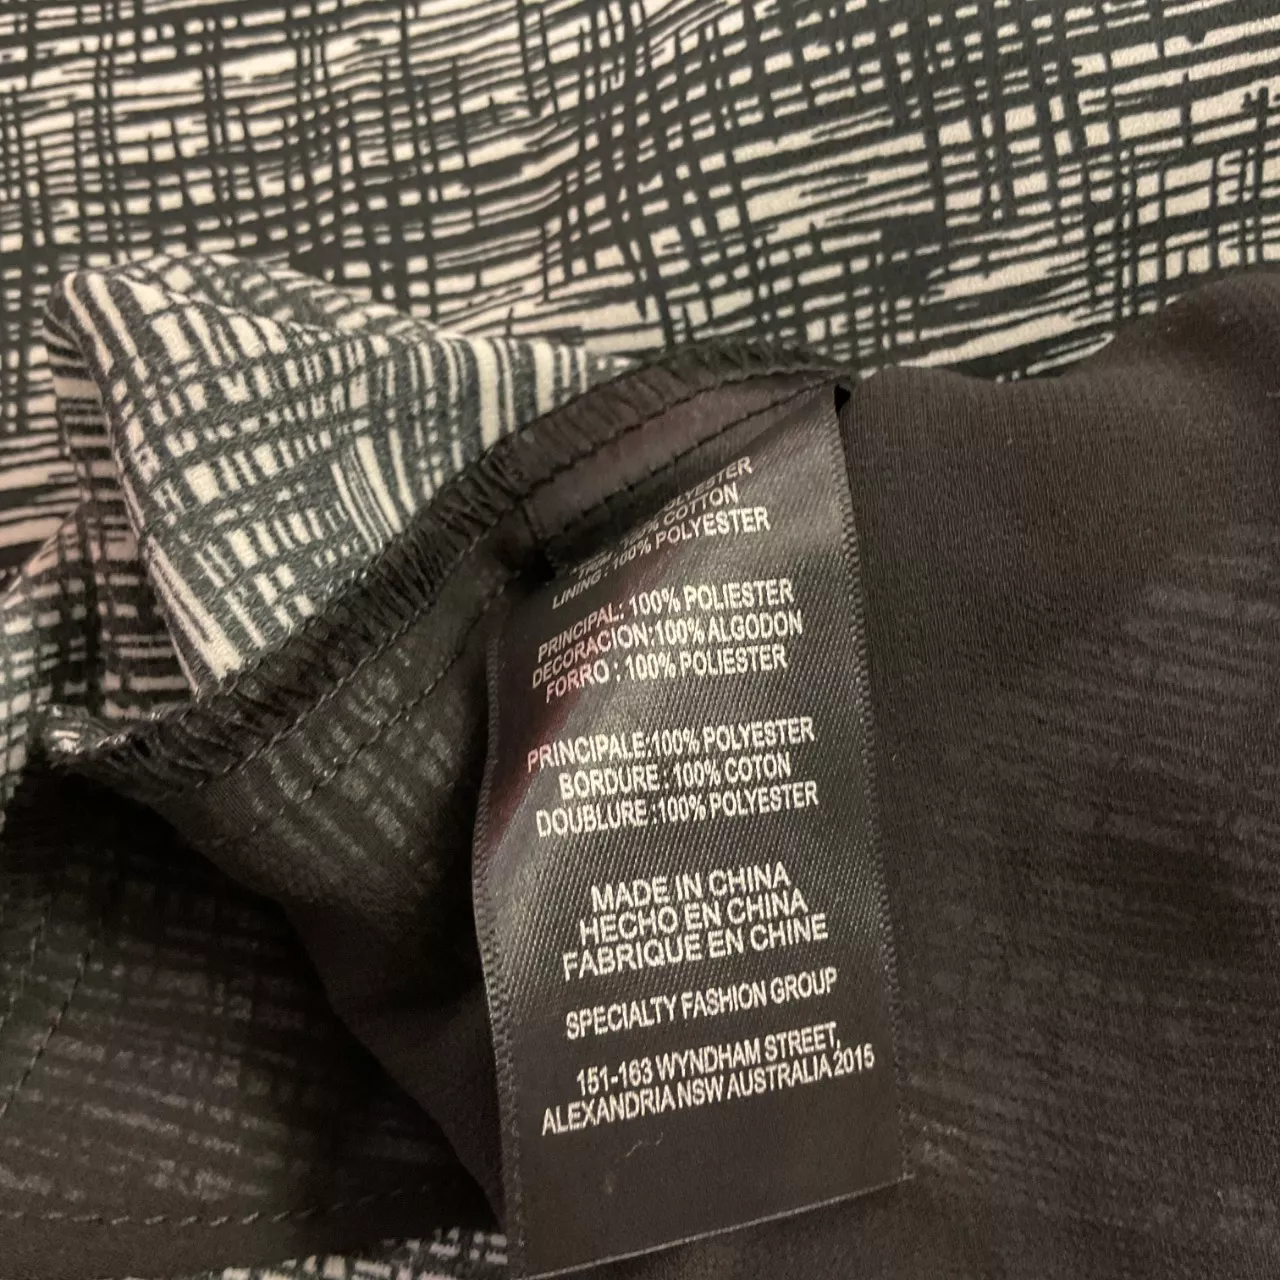 POLYESTER
100% COTTON
LINING: 100% POLYESTER
PRINCIPAL: 100% POLIESTER
DECORACION:100% ALGODON
FORRO : 100% POLIESTER
PRINCIPALE:100% POLYESTER
BORDURE: 100% COTON
DOUBLURE:100% POLYESTER
MADE IN CHINA
HECHO EN CHINA
FABRIQUE EN CHINE
SPECIALTY FASHION GROUP
151-163 WYNDHAM STREET,
ALEXANDRIA NSW AUSTRALIA 2015